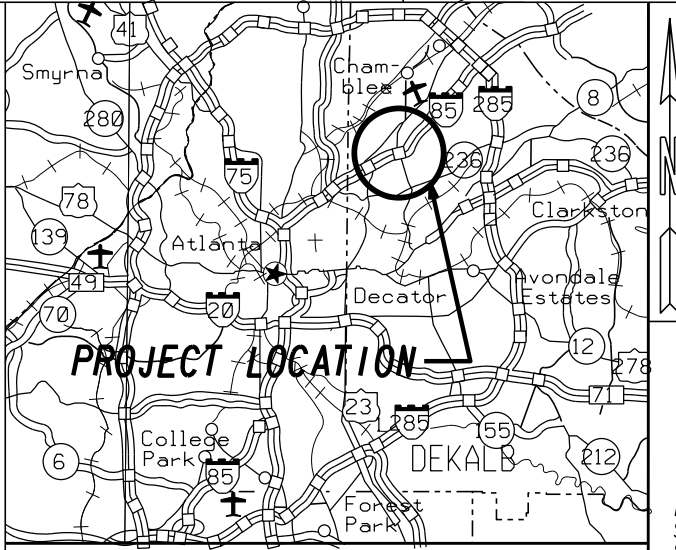 41
Smyrna
Cham-
blee
280
85
285
8
236
236
75
78
Clarkston
139
Atlanta
49
Decator
Avondale
Estates
20
70
PROJECT LOCATION
12
278
71
23
285
155
College
Park
DEKALB
6
85
212
Forest
Park
N